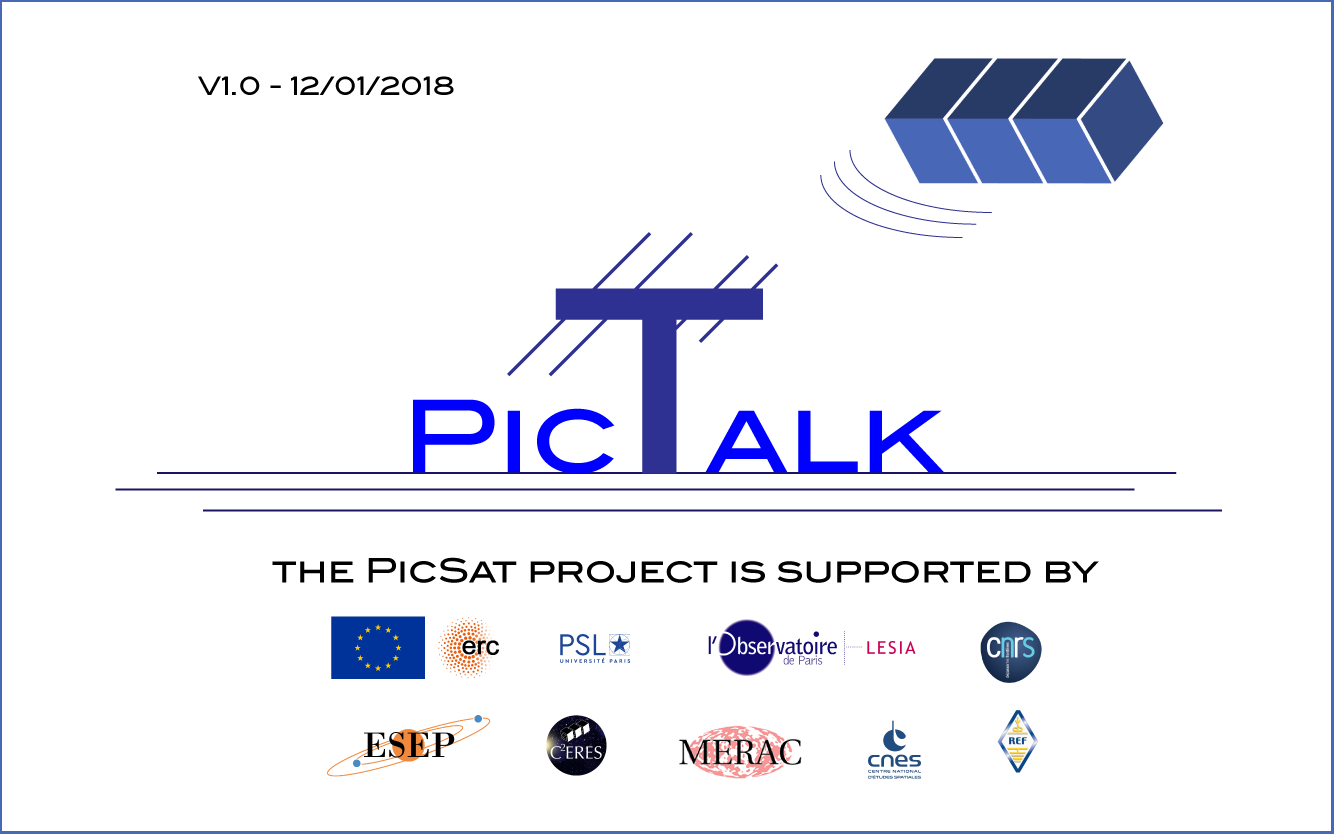 V1.0 - 12/01/2018
PicTalk
THE PICSAT PROJECT IS SUPPORTED BY
erc
PSL
UNIVERSITÉ PARIS
l'Observatoire
de Paris
LESIA
cnrs
ESEP
C²ERES
MERAC
cnes
CENTRE NATIONAL
D'ÉTUDES SPATIALES
REF